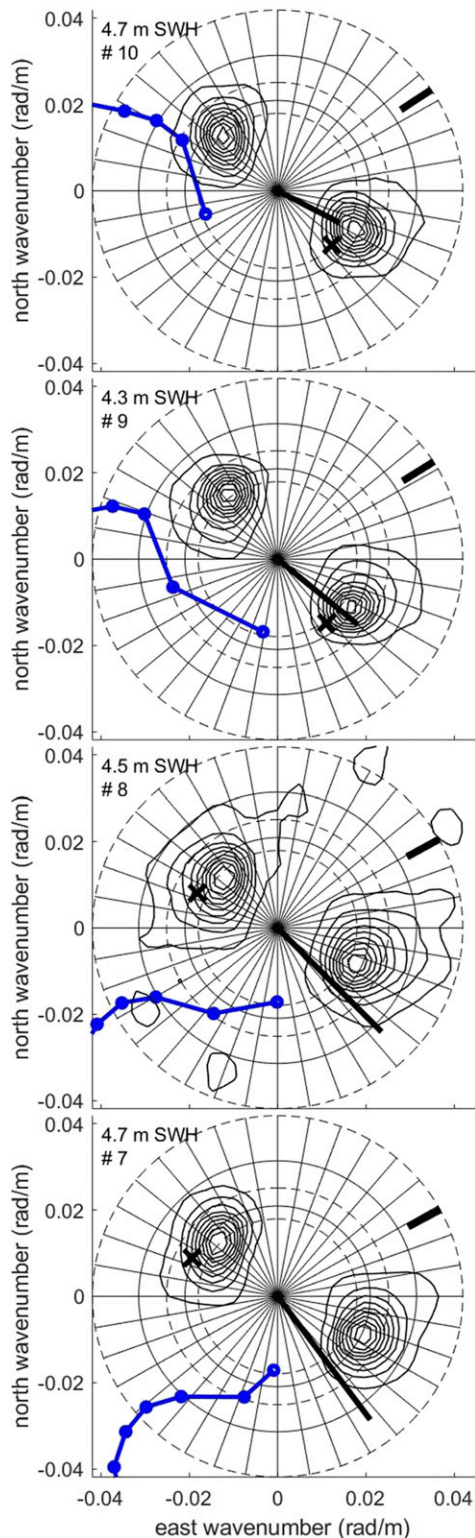 4.7 m SWH
# 10
0.04
0.02
0
-0.02
-0.04
north wavenumber (rad/m)
4.3 m SWH
# 9
0.04
0.02
0
-0.02
-0.04
north wavenumber (rad/m)
4.5 m SWH
# 8
0.04
0.02
0
-0.02
-0.04
north wavenumber (rad/m)
4.7 m SWH
# 7
0.04
0.02
0
-0.02
-0.04
north wavenumber (rad/m)
-0.04 -0.02 0 0.02 0.04
east wavenumber (rad/m)